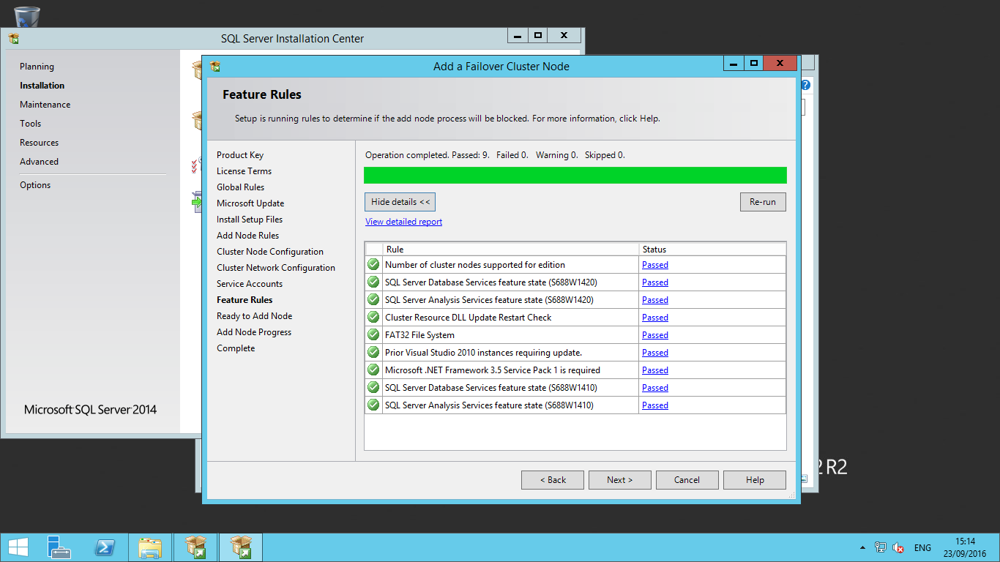 SQL Server Installation Center
Planning
Installation
Maintenance
Tools
Resources
Advanced
Options
Microsoft SQL Server 2014
Add a Failover Cluster Node
Feature Rules
Setup is running rules to determine if the add node process will be blocked. For more information, click Help.
Product Key
License Terms
Global Rules
Microsoft Update
Install Setup Files
Add Node Rules
Cluster Node Configuration
Cluster Network Configuration
Service Accounts
Feature Rules
Ready to Add Node
Add Node Progress
Complete
Operation completed. Passed: 9. Failed 0. Warning 0. Skipped 0.
Hide details << Re-run
View detailed report
Rule Status
Number of cluster nodes supported for edition Passed
SQL Server Database Services feature state (S688W1420) Passed
SQL Server Analysis Services feature state (S688W1420) Passed
Cluster Resource DLL Update Restart Check Passed
FAT32 File System Passed
Prior Visual Studio 2010 instances requiring update. Passed
Microsoft .NET Framework 3.5 Service Pack 1 is required Passed
SQL Server Database Services feature state (S688W1410) Passed
SQL Server Analysis Services feature state (S688W1410) Passed
< Back Next > Cancel Help
2 R2
ENG
15:14
23/09/2016